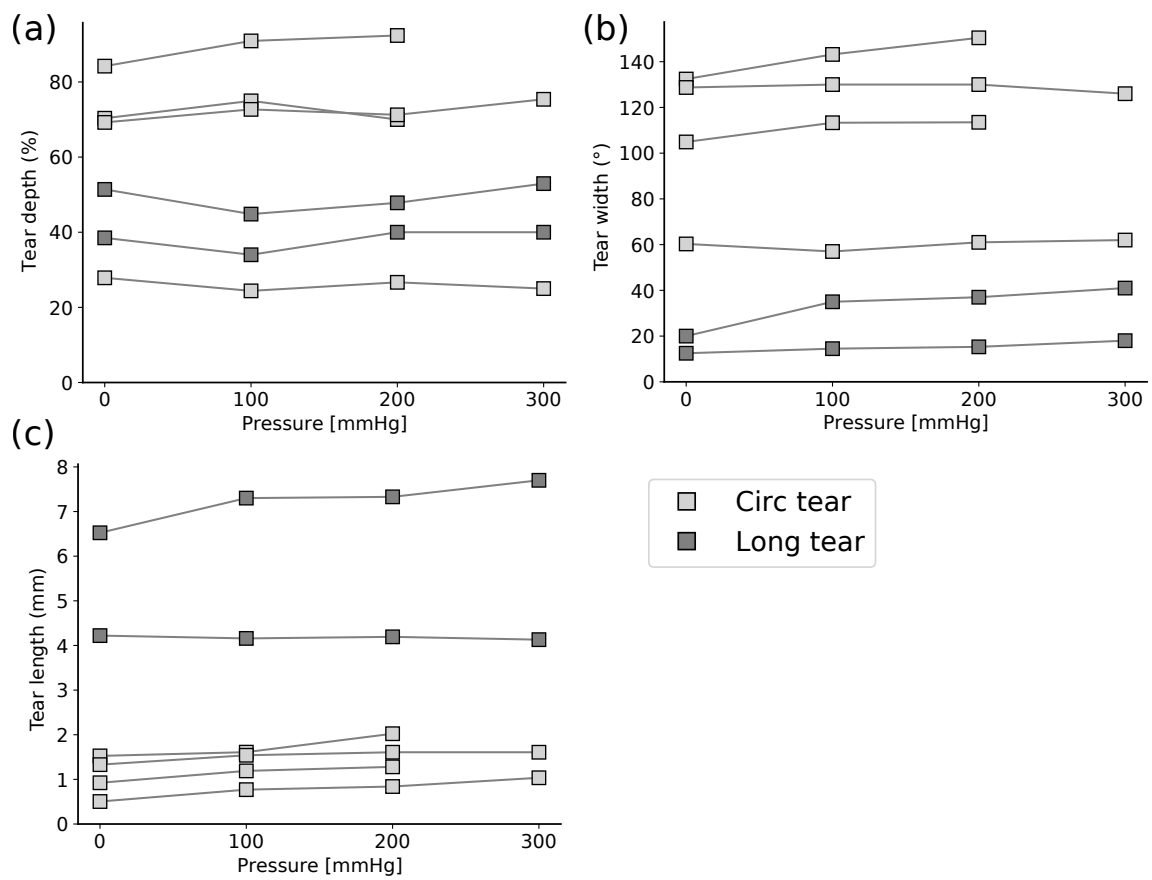 (a)
Tear depth (%)
80
60
40
20
0
0 100 200 300
Pressure [mmHg]
(b)
Tear width (°)
140
120
100
80
60
40
20
0
0 100 200 300
Pressure [mmHg]
(c)
Tear length (mm)
8
7
6
5
4
3
2
1
0
0 100 200 300
Pressure [mmHg]
Circ tear
Long tear